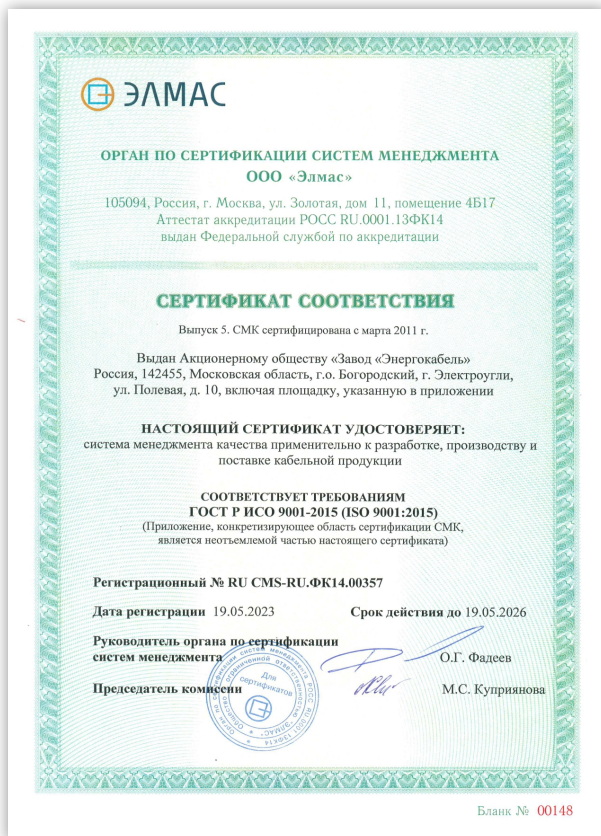 ЭЛМАС
ОРГАН ПО СЕРТИФИКАЦИИ СИСТЕМ МЕНЕДЖМЕНТА
ООО «Элмас»
105094, Россия, г. Москва, ул. Золотая, дом 11, помещение 4Б17
Аттестат аккредитации РОСС RU.0001.13ФК14
выдан Федеральной службой по аккредитации
СЕРТИФИКАТ СООТВЕТСТВИЯ
Выпуск 5. СМК сертифицирована с марта 2011 г.
Выдан Акционерному обществу «Завод «Энергокабель»
Россия, 142455, Московская область, г.о. Богородский, г. Электроугли,
ул. Полевая, д. 10, включая площадку, указанную в приложении
НАСТОЯЩИЙ СЕРТИФИКАТ УДОСТОВЕРЯЕТ:
система менеджмента качества применительно к разработке, производству и
поставке кабельной продукции
СООТВЕТСТВУЕТ ТРЕБОВАНИЯМ
ГОСТ Р ИСО 9001-2015 (ISO 9001:2015)
(Приложение, конкретизирующее область сертификации СМК,
является неотъемлемой частью настоящего сертификата)
Регистрационный № RU CMS-RU.ФК14.00357
Дата регистрации 19.05.2023 Срок действия до 19.05.2026
Руководитель органа по сертификации
систем менеджмента О.Г. Фадеев
Председатель комиссии М.С. Куприянова
Для
сертификатов
Бланк № 00148